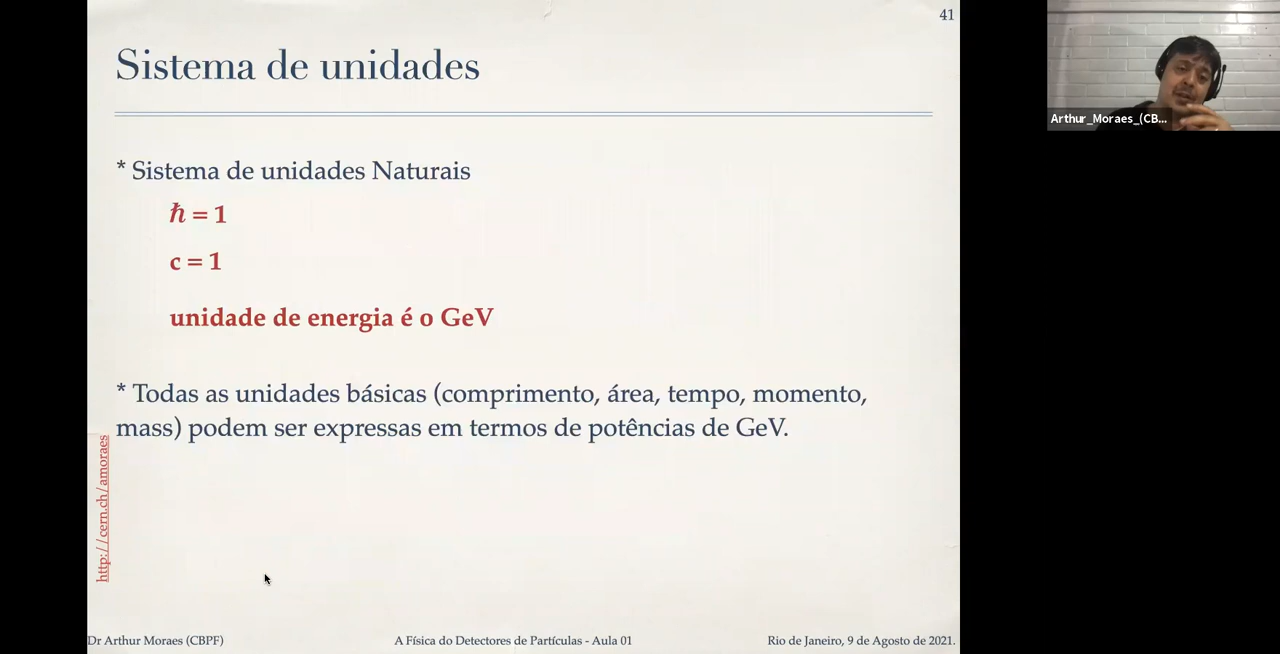 41
Sistema de unidades
* Sistema de unidades Naturais
ℏ = 1
c = 1
unidade de energia é o GeV
* Todas as unidades básicas (comprimento, área, tempo, momento,
mass) podem ser expressas em termos de potências de GeV.
http://cern.ch/amoraes
Dr Arthur Moraes (CBPF)
A Física do Detectores de Partículas - Aula 01
Rio de Janeiro, 9 de Agosto de 2021.
Arthur_Moraes_(CB...